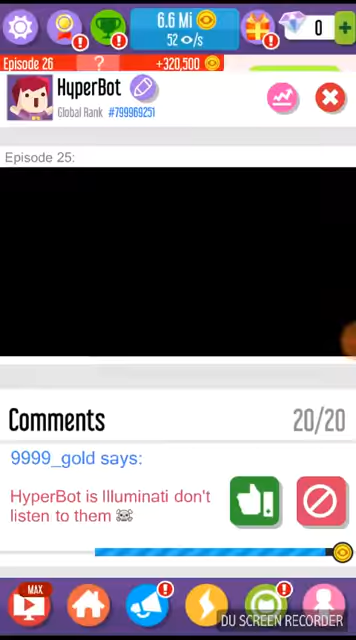 6.6 Mi
52 /s
0
+
Episode 26
?
+320,500
HyperBot
Global Rank #799969251
Episode 25:
Comments
20/20
9999_gold says:
HyperBot is Illuminati don't
listen to them ☠
MAX
DU SCREEN RECORDER